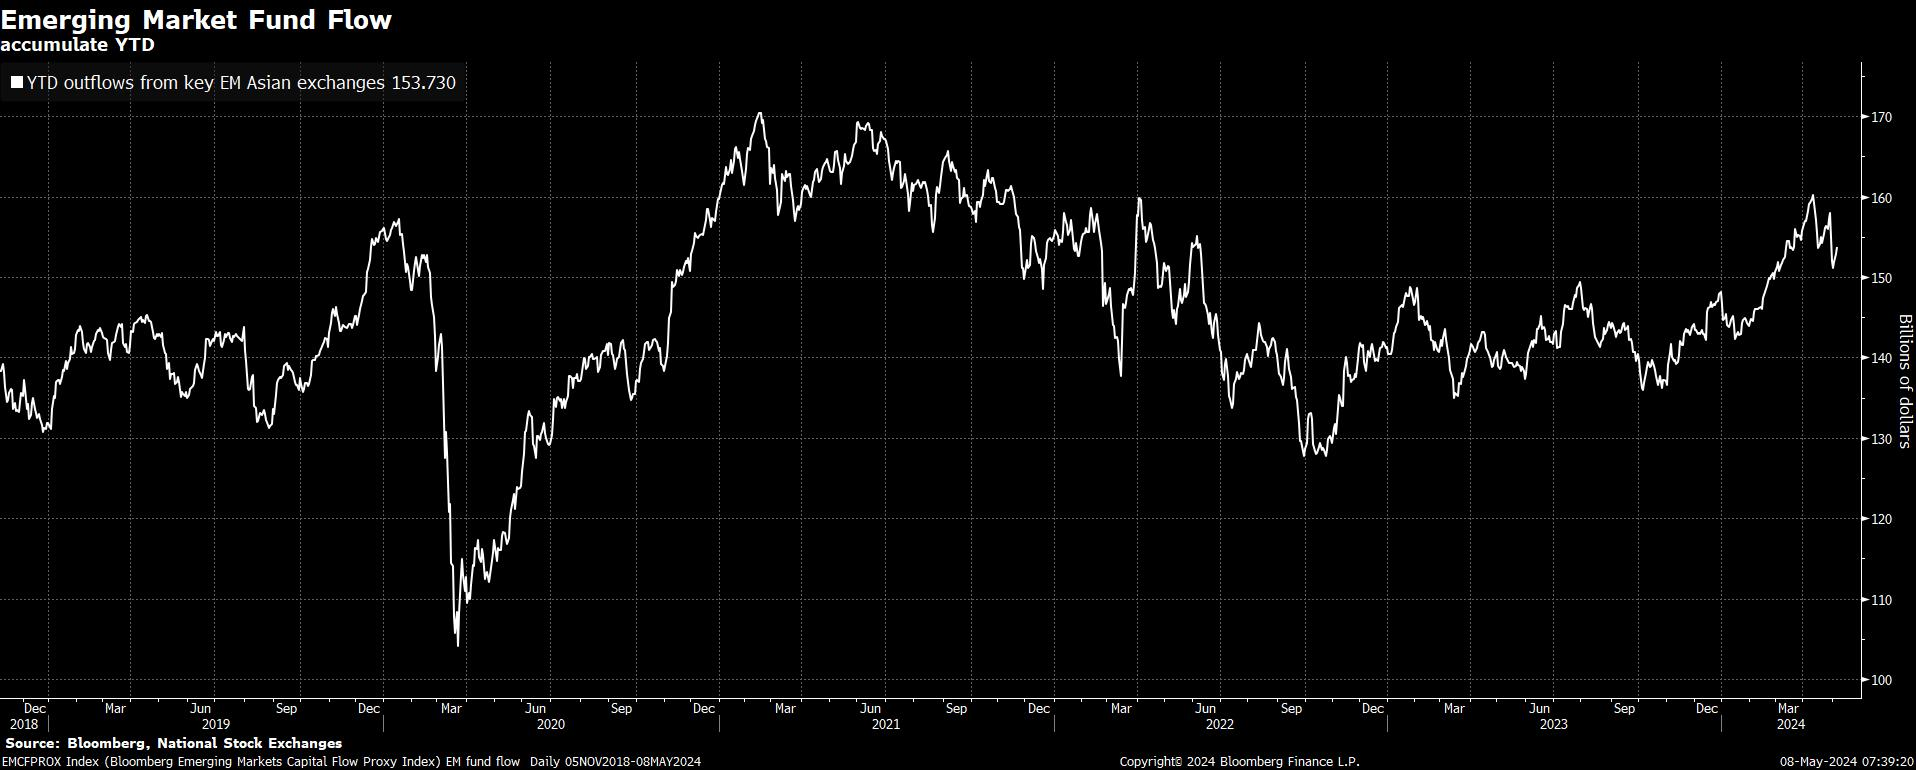 Emerging Market Fund Flow
accumulate YTD
YTD outflows from key EM Asian exchanges 153.730
170
160
150
140
130
120
110
100
Billions of dollars
Dec Mar Jun Sep Dec Mar Jun Sep Dec Mar Jun Sep Dec Mar Jun Sep Dec Mar Jun Sep Dec Mar
2018 2019 2020 2021 2022 2023 2024
Source: Bloomberg, National Stock Exchanges
EMCFPROX Index (Bloomberg Emerging Markets Capital Flow Proxy Index) EM fund flow Daily 05NOV2018-08MAY2024 Copyright© 2024 Bloomberg Finance L.P. 08-May-2024 07:39:20